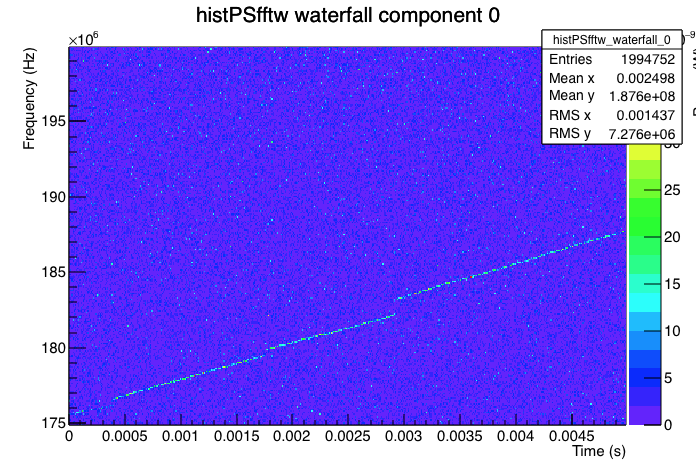 histPSfftw waterfall component 0
×10⁶
histPSfftw_waterfall_0
Entries 1994752
Mean x 0.002498
Mean y 1.876e+08
RMS x 0.001437
RMS y 7.276e+06
Frequency (Hz)
195
190
185
180
175
0 0.0005 0.001 0.0015 0.002 0.0025 0.003 0.0035 0.004 0.0045
Time (s)
25
20
15
10
5
0